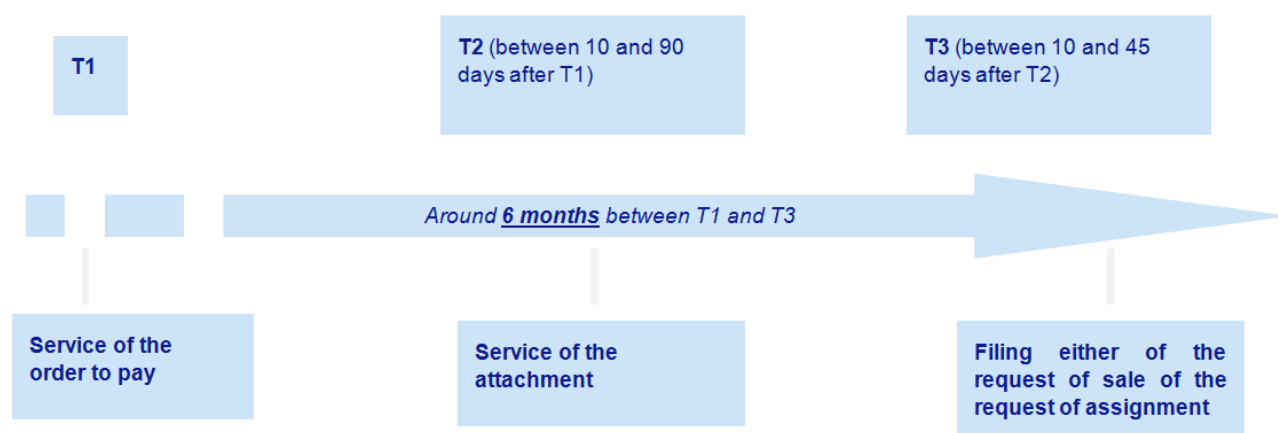 T1
T2 (between 10 and 90
days after T1)
T3 (between 10 and 45
days after T2)
Around 6 months between T1 and T3
Service of the
order to pay
Service of the
attachment
Filing either of the
request of sale of the
request of assignment